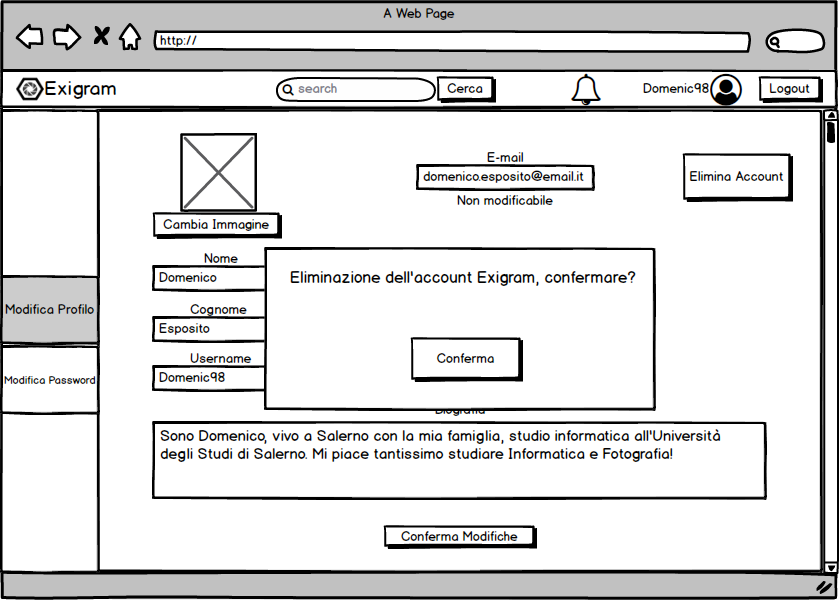 A Web Page
http://
Exigram
search
Cerca
Domenic98
Logout
E-mail
domenico.esposito@email.it
Non modificabile
Elimina Account
Cambia Immagine
Nome
Domenico
Cognome
Esposito
Username
Domenic98
Modifica Profilo
Modifica Password
Eliminazione dell'account Exigram, confermare?
Conferma
Biografia
Sono Domenico, vivo a Salerno con la mia famiglia, studio informatica all'Università
degli Studi di Salerno. Mi piace tantissimo studiare Informatica e Fotografia!
Conferma Modifiche